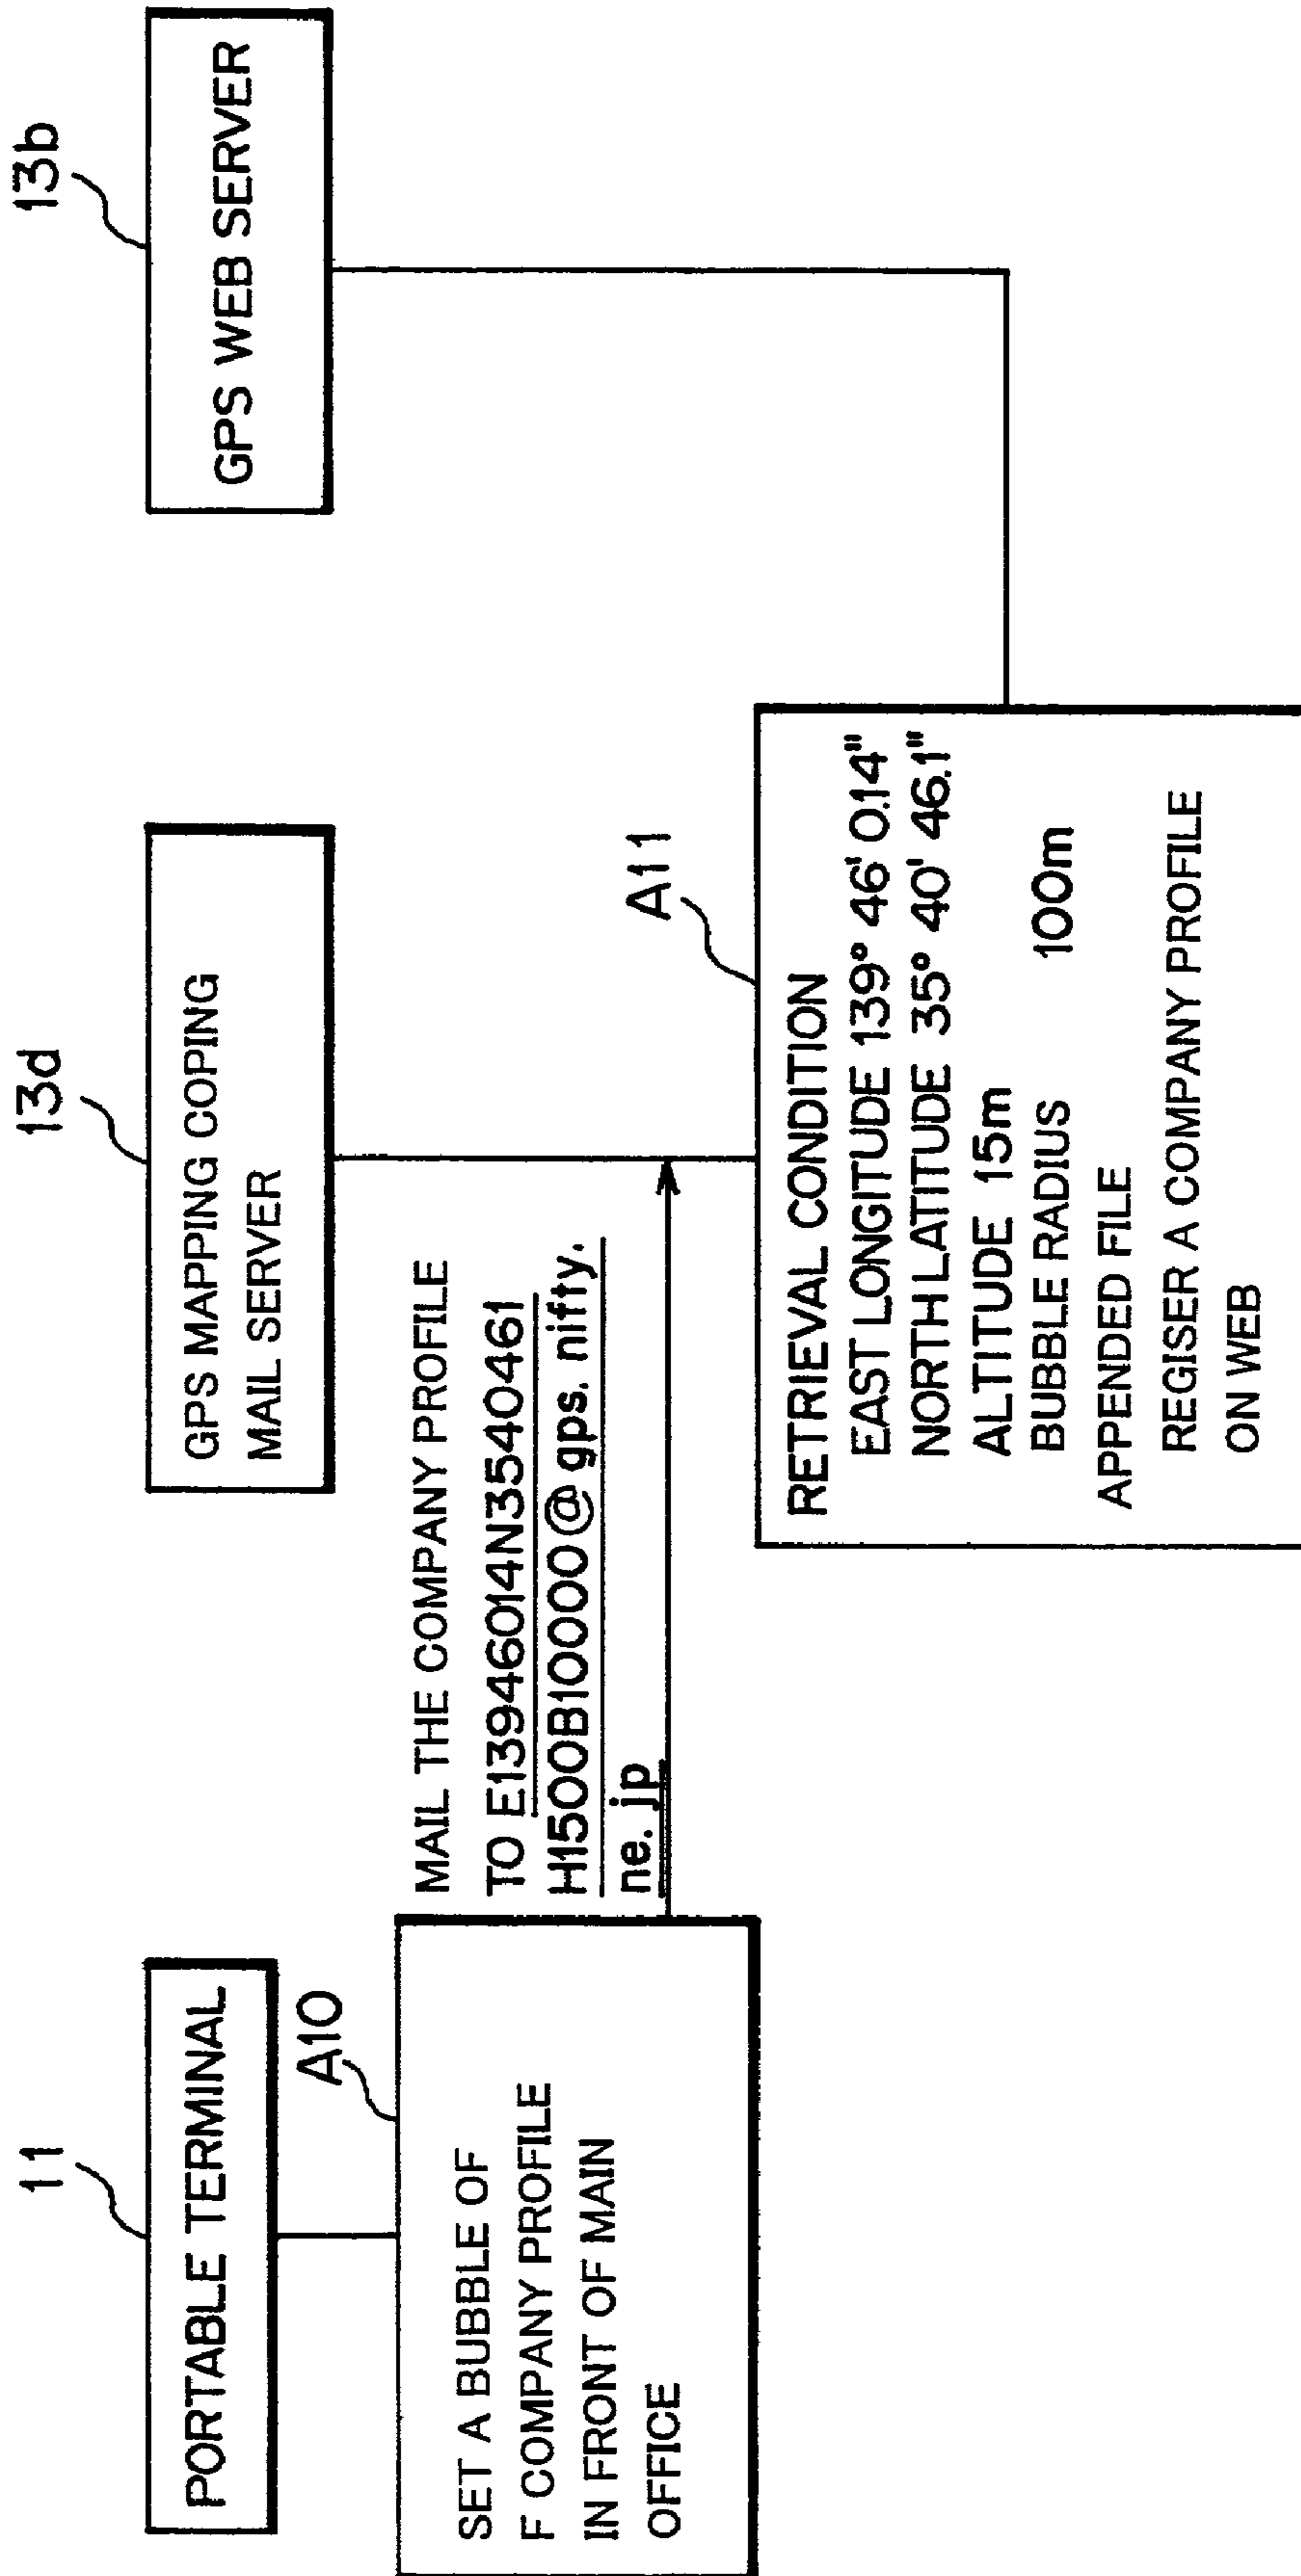 11
PORTABLE TERMINAL
A10
SET A BUBBLE OF
F COMPANY PROFILE
IN FRONT OF MAIN
OFFICE
MAIL THE COMPANY PROFILE
TO E13946014N3540461
H1500B10000@gps. nifty.
ne. jp
13d
GPS MAPPING COPING
MAIL SERVER
A11
RETRIEVAL CONDITION
EAST LONGITUDE 139° 46' 0.14"
NORTH LATITUDE 35° 40' 46.1"
ALTITUDE 15m
BUBBLE RADIUS 100m
APPENDED FILE
REGISER A COMPANY PROFILE
ON WEB
13b
GPS WEB SERVER